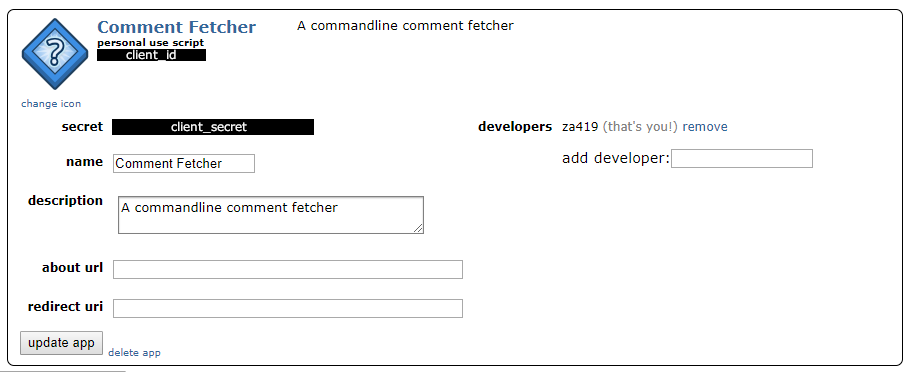 Comment Fetcher
A commandline comment fetcher
personal use script
client_id
change icon
secret client_secret
developers za419 (that's you!) remove
name Comment Fetcher
add developer:
description A commandline comment fetcher
about url
redirect uri
update app delete app